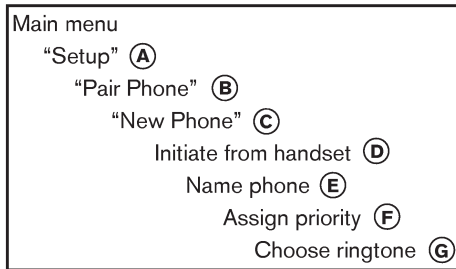 Main menu
“Setup” A
“Pair Phone” B
“New Phone” C
Initiate from handset D
Name phone E
Assign priority F
Choose ringtone G